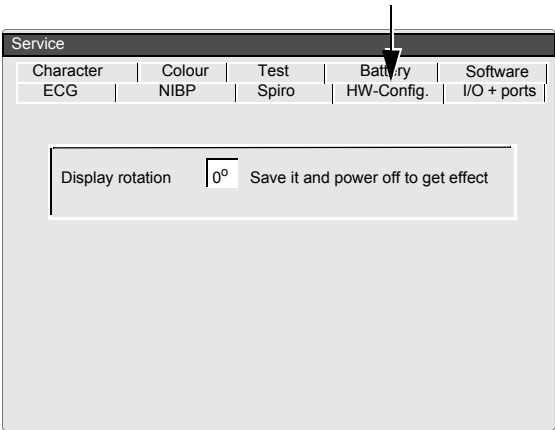 Service
Character Colour Test Battery Software
ECG NIBP Spiro HW-Config. I/O + ports
Display rotation 0º Save it and power off to get effect